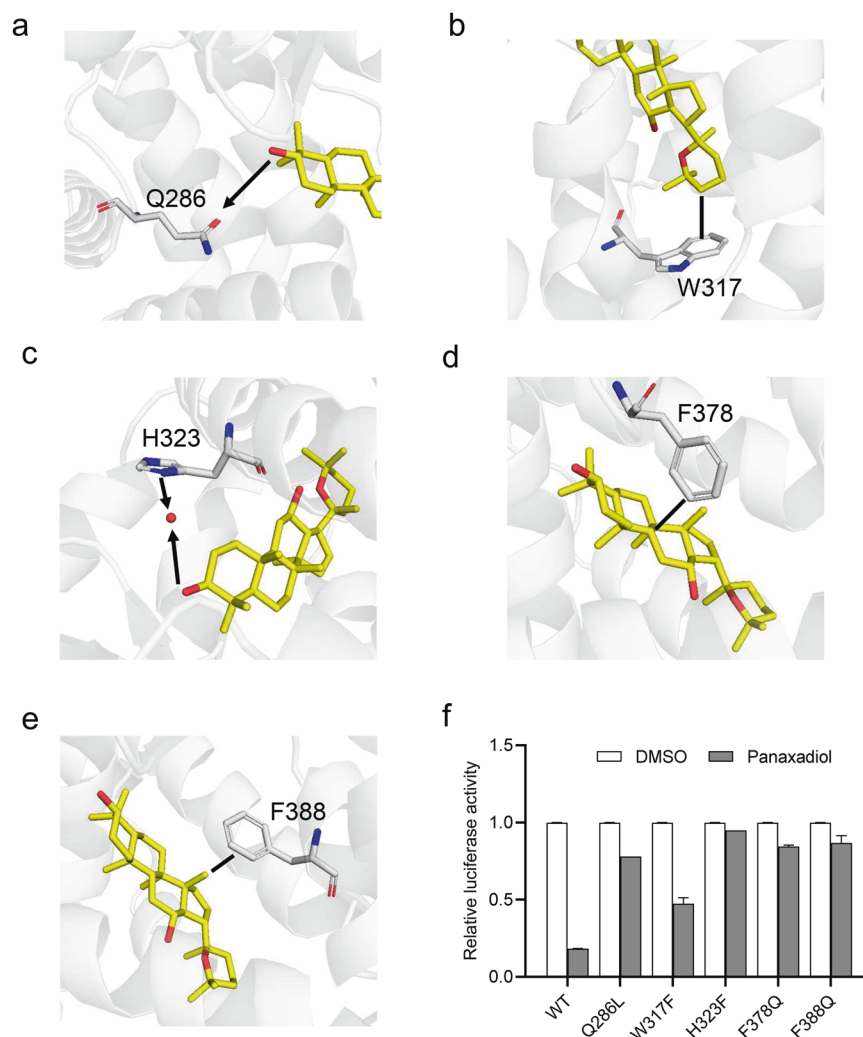 a
Q286
b
W317
c
H323
d
F378
e
F388
f
1.5
1.0
0.5
0.0
Relative luciferase activity
DMSO
Panaxadiol
WT
Q286L
W317F
H323F
F378Q
F388Q